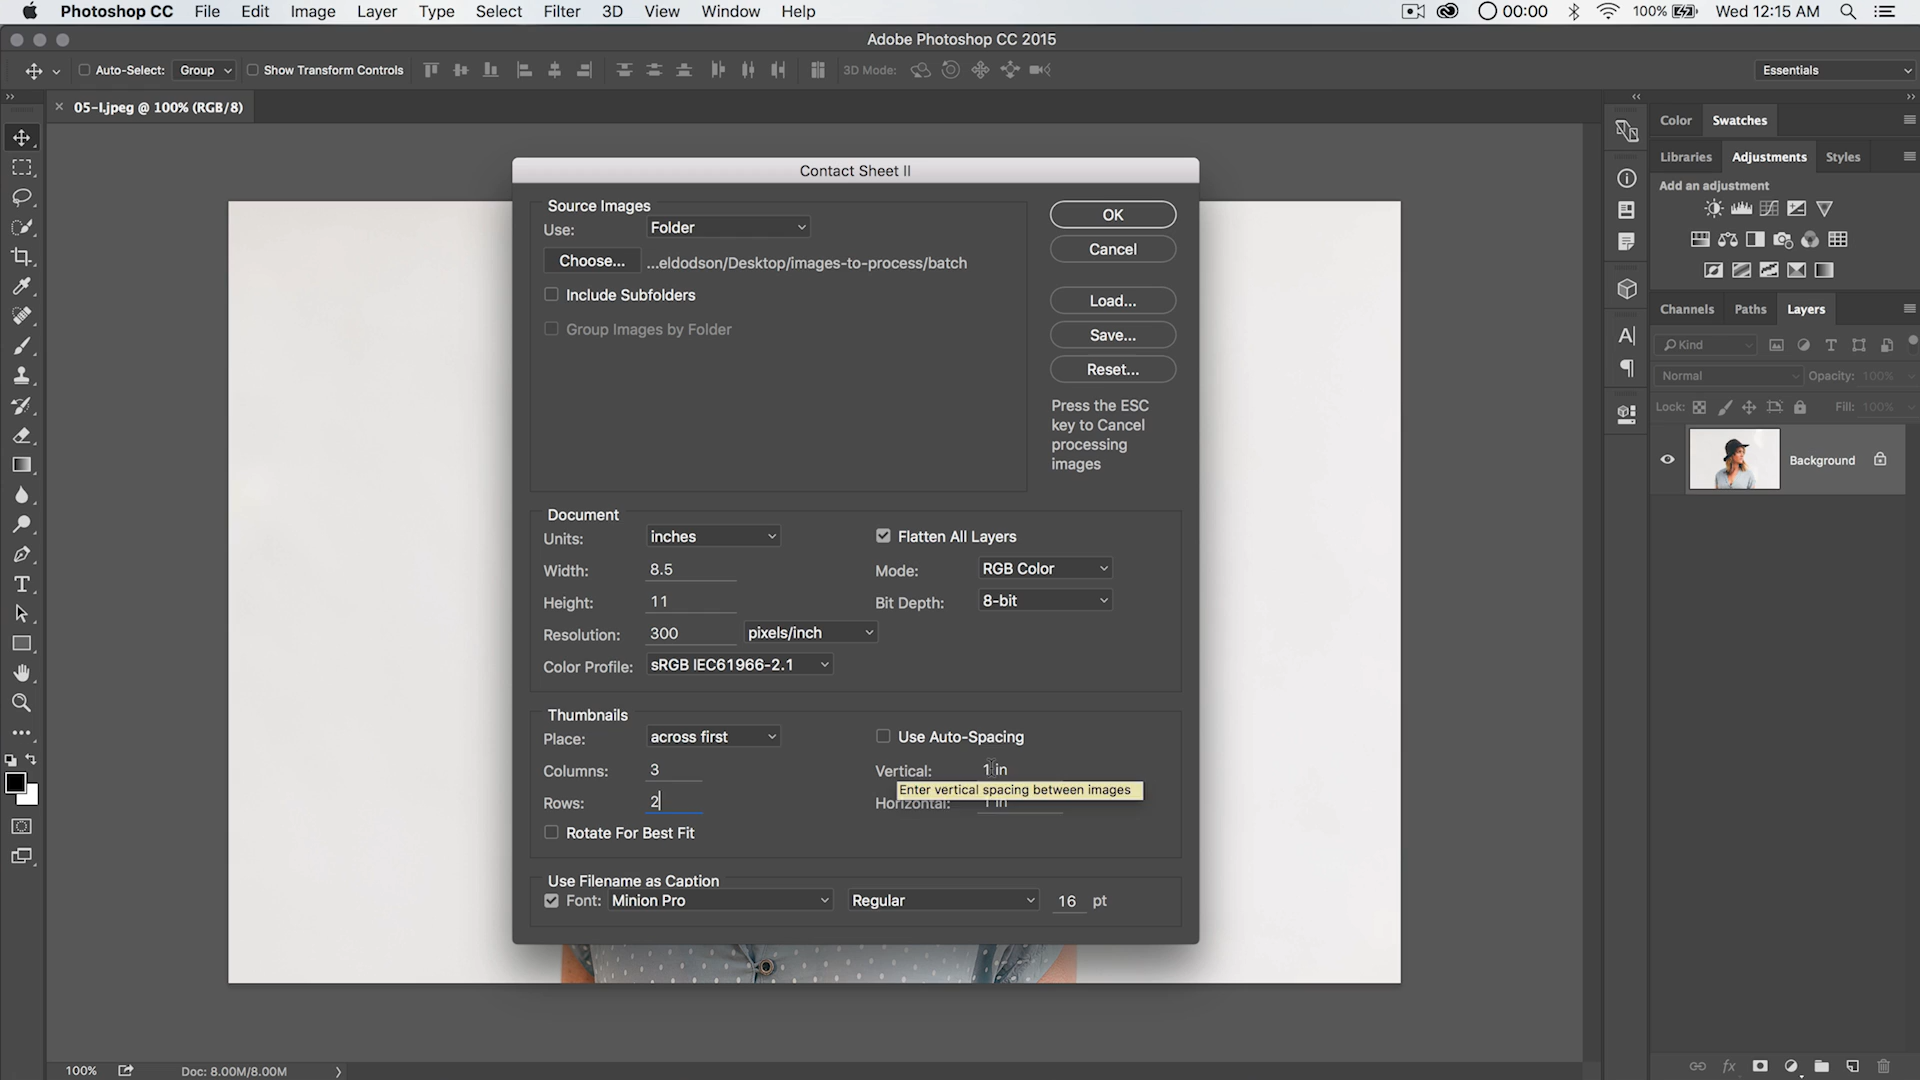 Photoshop CC File Edit Image Layer Type Select Filter 3D View Window Help 00:00 100% Wed 12:15 AM
Adobe Photoshop CC 2015
Auto-Select: Group Show Transform Controls 3D Mode: Essentials
05-l.jpeg @ 100% (RGB/8)
Color Swatches
Libraries Adjustments Styles
Add an adjustment
Channels Paths Layers
Kind
Normal Opacity: 100%
Lock: Fill: 100%
Background
Contact Sheet II
Source Images
Use: Folder
Choose... ...eldodson/Desktop/images-to-process/batch
Include Subfolders
Group Images by Folder
OK
Cancel
Load...
Save...
Reset...
Press the ESC
key to Cancel
processing
images
Document
Units: inches
Width: 8.5
Height: 11
Resolution: 300 pixels/inch
Color Profile: sRGB IEC61966-2.1
Flatten All Layers
Mode: RGB Color
Bit Depth: 8-bit
Thumbnails
Place: across first
Columns: 3
Rows: 2
Rotate For Best Fit
Use Auto-Spacing
Vertical: 1 in
Enter vertical spacing between images
Horizontal: 1 in
Use Filename as Caption
Font: Minion Pro Regular 16 pt
100% Doc: 8.00M/8.00M
fx